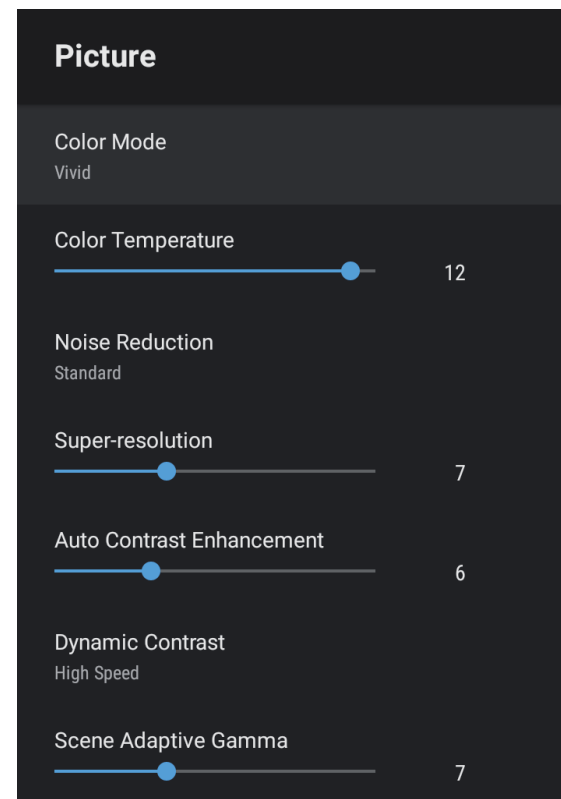 Picture
Color Mode
Vivid
Color Temperature
12
Noise Reduction
Standard
Super-resolution
7
Auto Contrast Enhancement
6
Dynamic Contrast
High Speed
Scene Adaptive Gamma
7